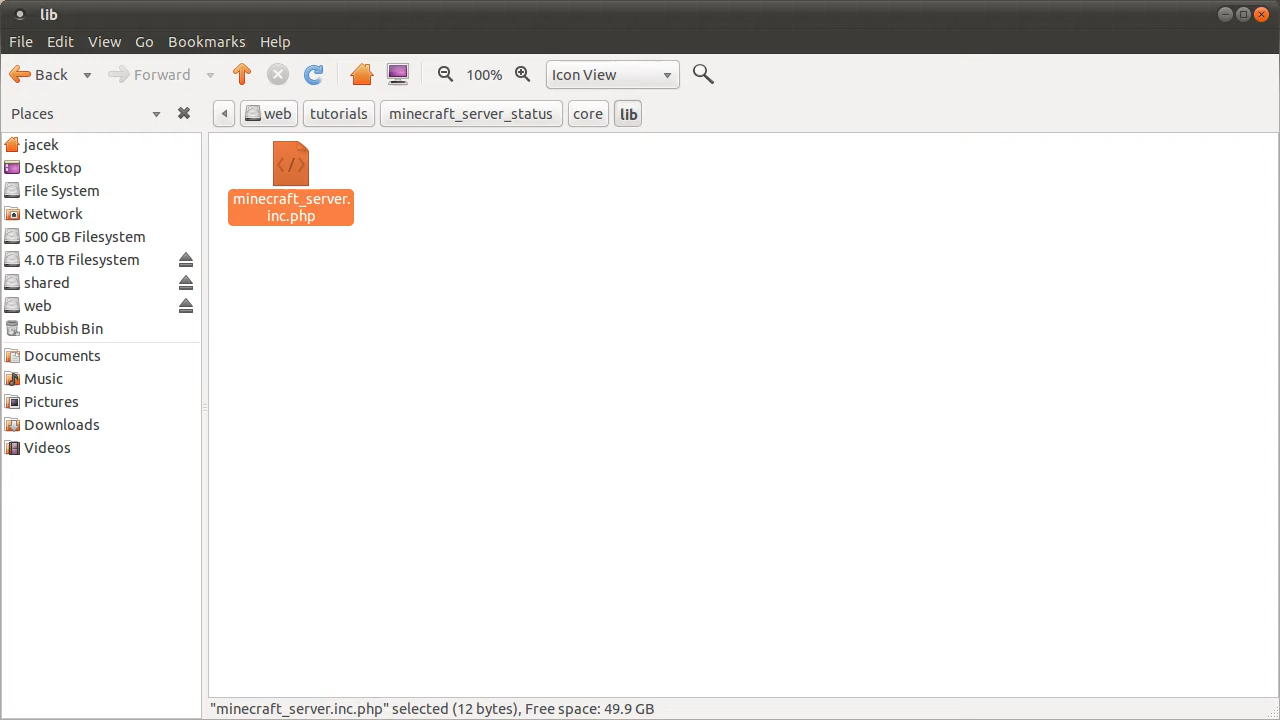 lib
File Edit View Go Bookmarks Help
Back Forward 100% Icon View
Places web tutorials minecraft_server_status core lib
jacek
Desktop
File System
Network
500 GB Filesystem
4.0 TB Filesystem
shared
web
Rubbish Bin
Documents
Music
Pictures
Downloads
Videos
</>
minecraft_server.
inc.php
"minecraft_server.inc.php" selected (12 bytes), Free space: 49.9 GB